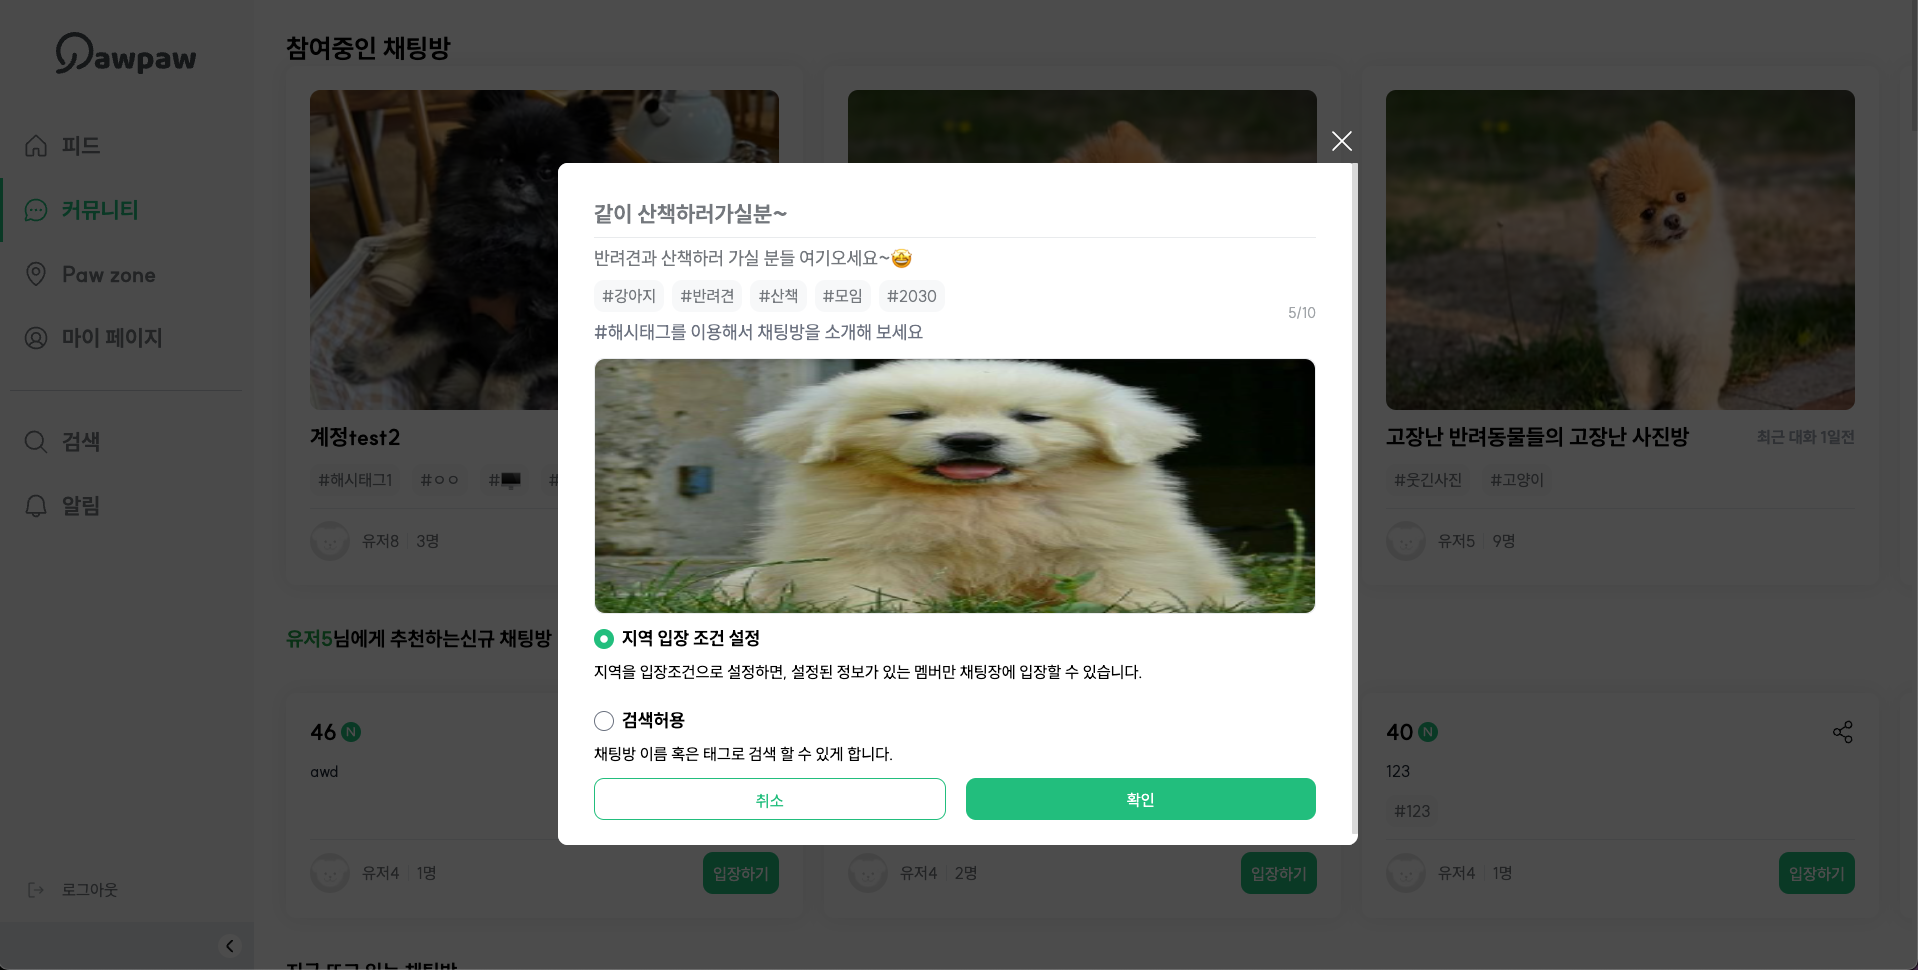 Pawpaw
피드
커뮤니티
Paw zone
마이 페이지
검색
알림
로그아웃
참여중인 채팅방
계정test2
#해시태그1 #ㅇㅇ #🖥️ #
유저8 3명
고장난 반려동물들의 고장난 사진방 최근 대화 1일전
#웃긴사진 #고양이
유저5 9명
같이 산책하러가실분~
반려견과 산책하러 가실 분들 여기오세요~🤩
#강아지 #반려견 #산책 #모임 #2030
5/10
#해시태그를 이용해서 채팅방을 소개해 보세요
지역 입장 조건 설정
지역을 입장조건으로 설정하면, 설정된 정보가 있는 멤버만 채팅장에 입장할 수 있습니다.
검색허용
채팅방 이름 혹은 태그로 검색 할 수 있게 합니다.
취소 확인
유저5님에게 추천하는신규 채팅방
46 N
awd
유저4 1명 입장하기
유저4 2명 입장하기
40 N
123
#123
유저4 1명 입장하기